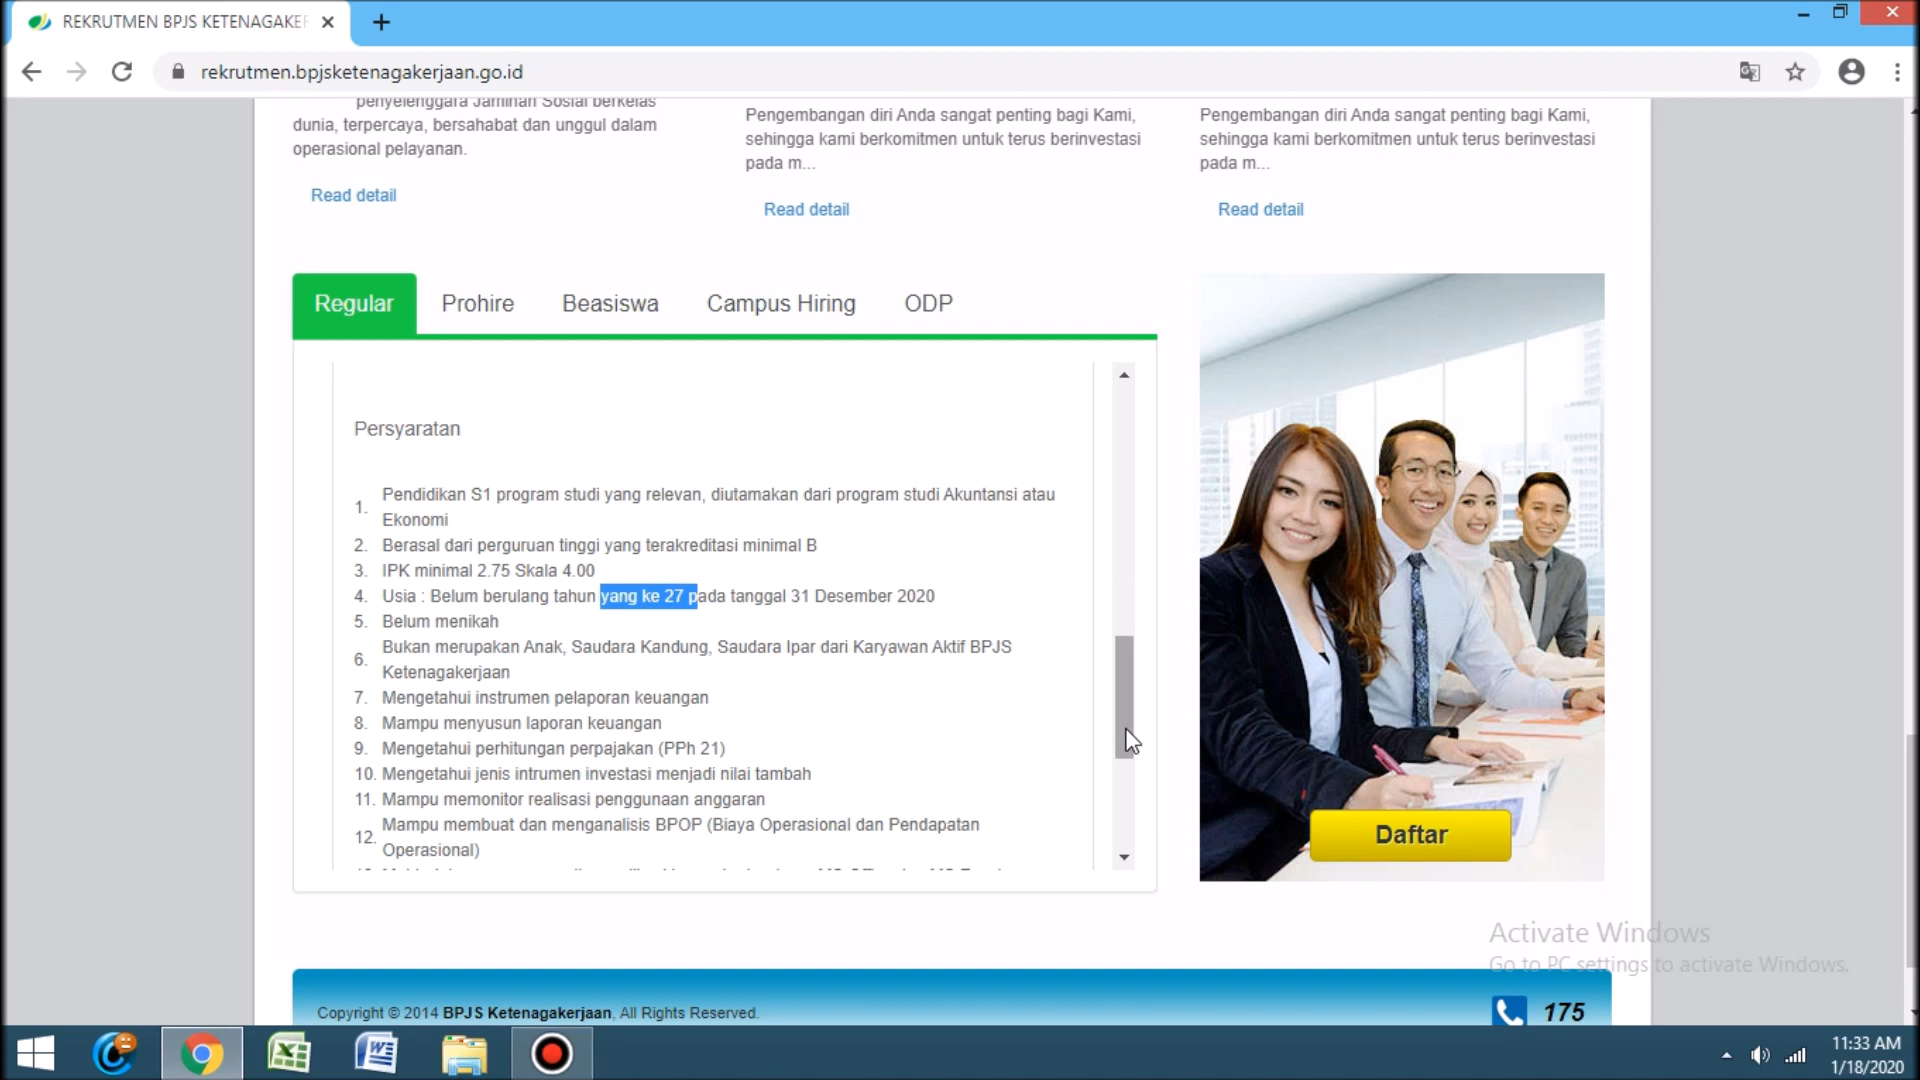 REKRUTMEN BPJS KETENAGAKER
rekrutmen.bpjsketenagakerjaan.go.id
penyelenggara Jaminan Sosial berkelas
dunia, terpercaya, bersahabat dan unggul dalam
operasional pelayanan.
Read detail
Pengembangan diri Anda sangat penting bagi Kami,
sehingga kami berkomitmen untuk terus berinvestasi
pada m...
Read detail
Pengembangan diri Anda sangat penting bagi Kami,
sehingga kami berkomitmen untuk terus berinvestasi
pada m...
Read detail
Regular Prohire Beasiswa Campus Hiring ODP
Persyaratan
1. Pendidikan S1 program studi yang relevan, diutamakan dari program studi Akuntansi atau
Ekonomi
2. Berasal dari perguruan tinggi yang terakreditasi minimal B
3. IPK minimal 2.75 Skala 4.00
4. Usia : Belum berulang tahun yang ke 27 pada tanggal 31 Desember 2020
5. Belum menikah
6. Bukan merupakan Anak, Saudara Kandung, Saudara Ipar dari Karyawan Aktif BPJS
Ketenagakerjaan
7. Mengetahui instrumen pelaporan keuangan
8. Mampu menyusun laporan keuangan
9. Mengetahui perhitungan perpajakan (PPh 21)
10. Mengetahui jenis intrumen investasi menjadi nilai tambah
11. Mampu memonitor realisasi penggunaan anggaran
12. Mampu membuat dan menganalisis BPOP (Biaya Operasional dan Pendapatan
Operasional)
Daftar
Activate Windows
Go to PC settings to activate Windows.
Copyright © 2014 BPJS Ketenagakerjaan, All Rights Reserved.
175
11:33 AM
1/18/2020